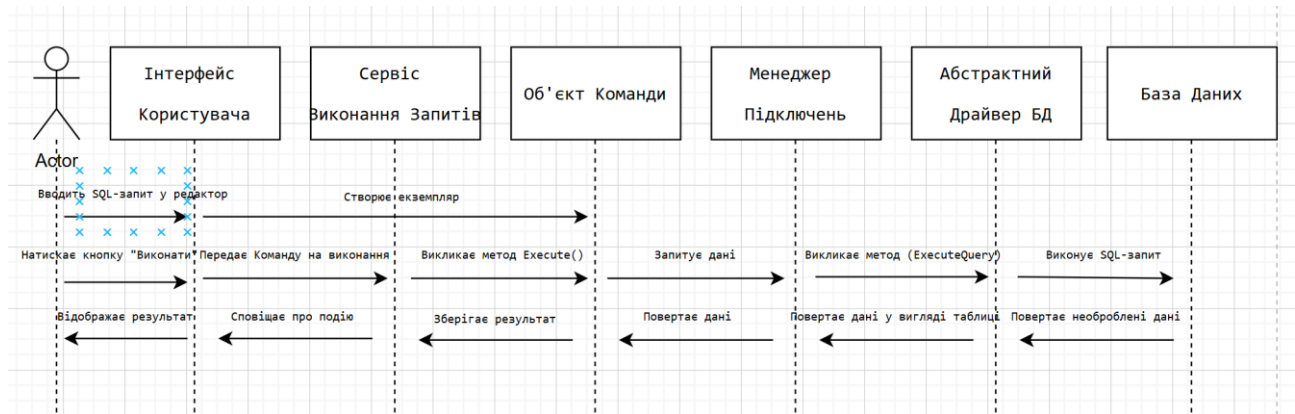 Інтерфейс
Користувача
Сервіс
Виконання Запитів
Об'єкт Команди
Менеджер
Підключень
Абстрактний
Драйвер БД
База Даних
Actor
Вводить SQL-запит у редактор
Створює екземпляр
Натискає кнопку "Виконати"
Передає Команду на виконання
Викликає метод Execute()
Запитує дані
Викликає метод (ExecuteQuery)
Виконує SQL-запит
Відображає результат
Сповіщає про подію
Зберігає результат
Повертає дані
Повертає дані у вигляді таблиці
Повертає необроблені дані